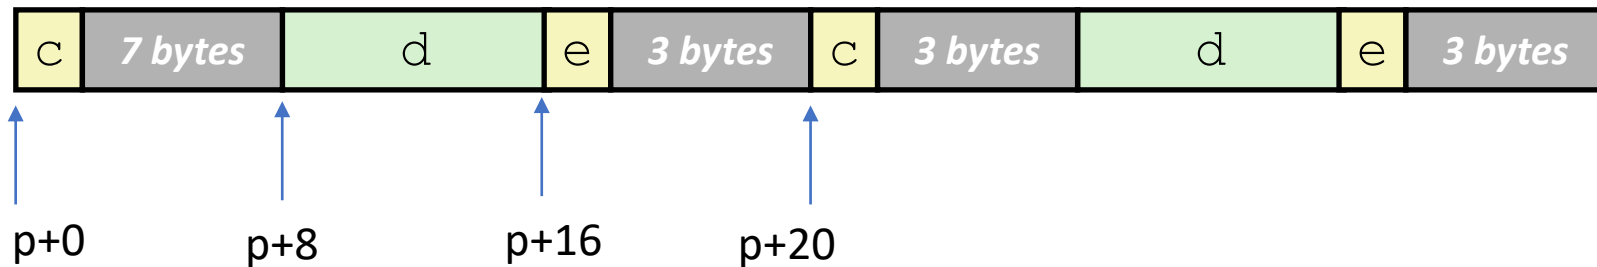 c 7 bytes d e 3 bytes c 3 bytes d e 3 bytes
p+0 p+8 p+16 p+20